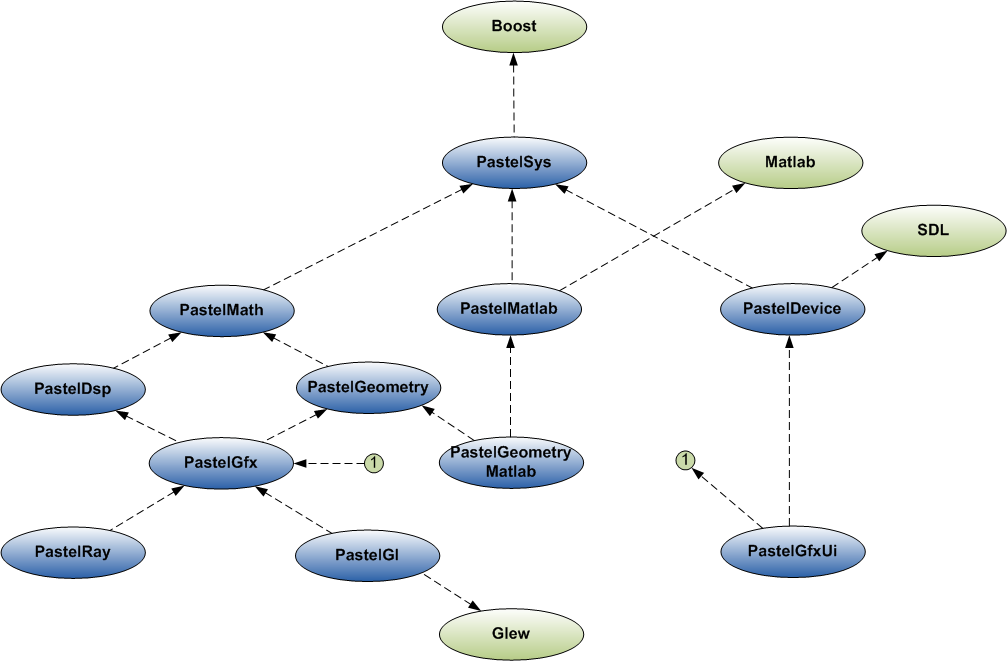 Boost
PastelSys
Matlab
SDL
PastelMath
PastelMatlab
PastelDevice
PastelDsp
PastelGeometry
PastelGfx
1
PastelGeometry
Matlab
1
PastelRay
PastelGl
PastelGfxUi
Glew